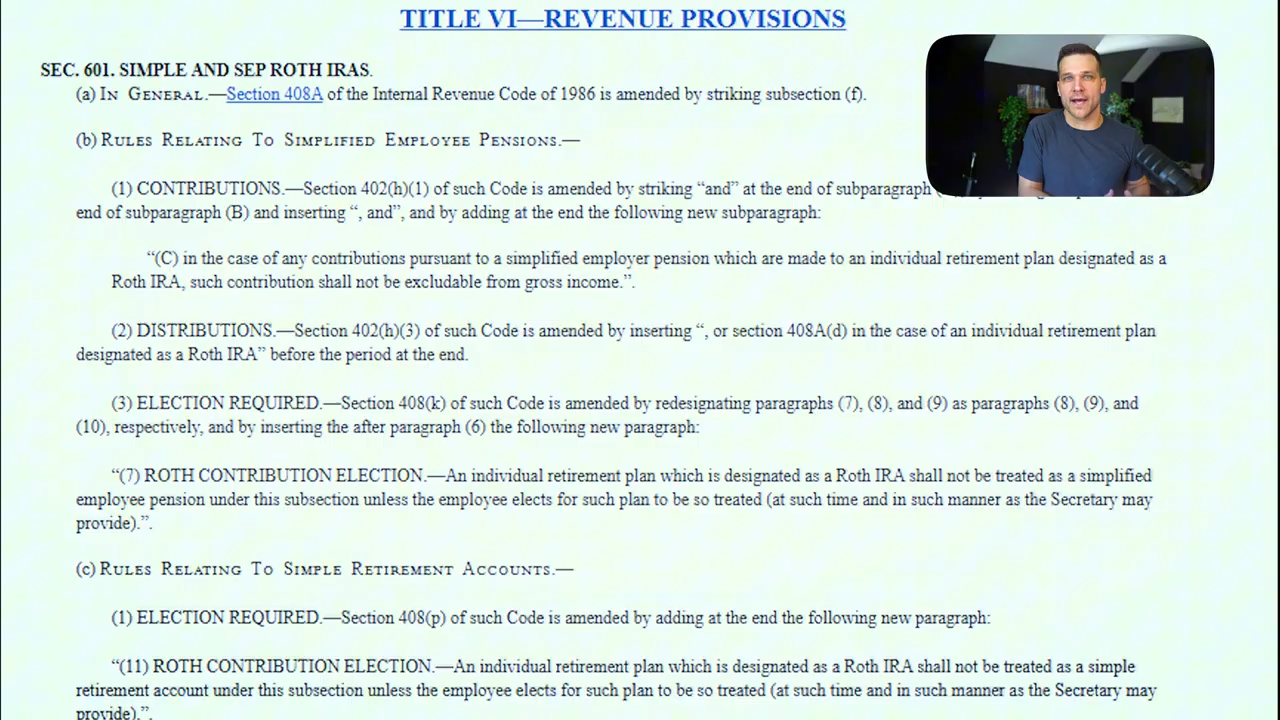 TITLE VI—REVENUE PROVISIONS
SEC. 601. SIMPLE AND SEP ROTH IRAS.
(a) IN GENERAL.—Section 408A of the Internal Revenue Code of 1986 is amended by striking subsection (f).
(b) RULES RELATING TO SIMPLIFIED EMPLOYEE PENSIONS.—
(1) CONTRIBUTIONS.—Section 402(h)(1) of such Code is amended by striking “and” at the end of subparagraph
end of subparagraph (B) and inserting “, and”, and by adding at the end the following new subparagraph:
“(C) in the case of any contributions pursuant to a simplified employer pension which are made to an individual retirement plan designated as a
Roth IRA, such contribution shall not be excludable from gross income.”.
(2) DISTRIBUTIONS.—Section 402(h)(3) of such Code is amended by inserting “, or section 408A(d) in the case of an individual retirement plan
designated as a Roth IRA” before the period at the end.
(3) ELECTION REQUIRED.—Section 408(k) of such Code is amended by redesignating paragraphs (7), (8), and (9) as paragraphs (8), (9), and
(10), respectively, and by inserting the after paragraph (6) the following new paragraph:
“(7) ROTH CONTRIBUTION ELECTION.—An individual retirement plan which is designated as a Roth IRA shall not be treated as a simplified
employee pension under this subsection unless the employee elects for such plan to be so treated (at such time and in such manner as the Secretary may
provide).”.
(c) RULES RELATING TO SIMPLE RETIREMENT ACCOUNTS.—
(1) ELECTION REQUIRED.—Section 408(p) of such Code is amended by adding at the end the following new paragraph:
“(11) ROTH CONTRIBUTION ELECTION.—An individual retirement plan which is designated as a Roth IRA shall not be treated as a simple
retirement account under this subsection unless the employee elects for such plan to be so treated (at such time and in such manner as the Secretary may
provide).”.